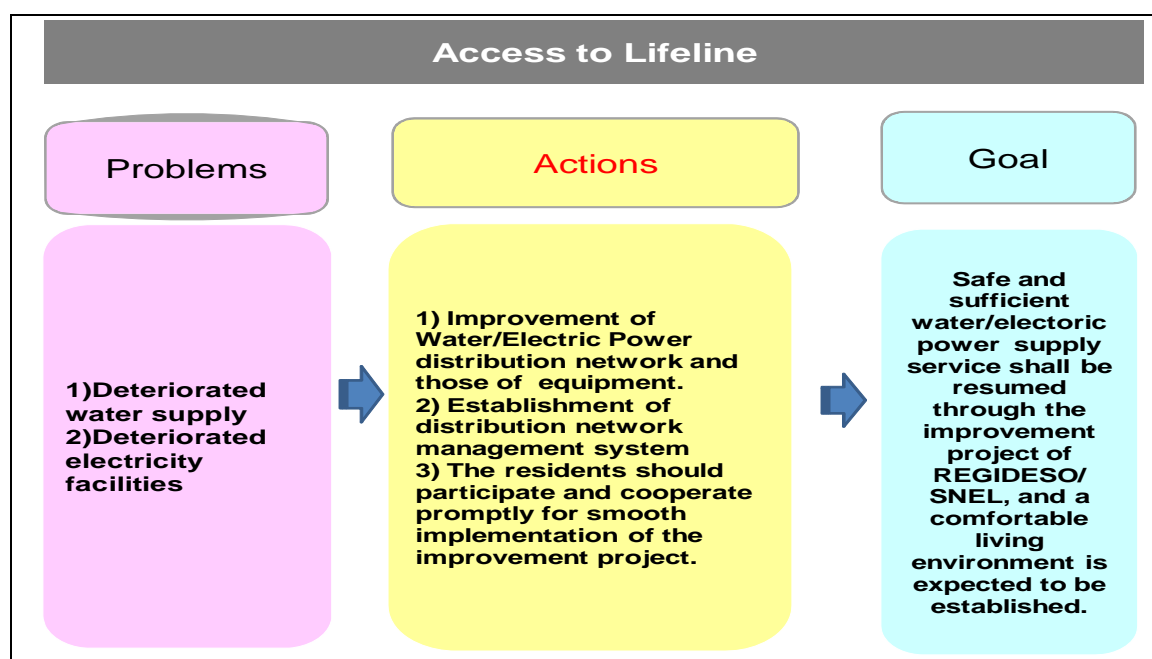 Access to Lifeline
Problems
Actions
Goal
1)Deteriorated
water supply
2)Deteriorated
electricity
facilities
1) Improvement of
Water/Electric Power
distribution network and
those of equipment.
2) Establishment of
distribution network
management system
3) The residents should
participate and cooperate
promptly for smooth
implementation of the
improvement project.
Safe and
sufficient
water/electoric
power supply
service shall be
resumed
through the
improvement
project of
REGIDESO/
SNEL, and a
comfortable
living
environment is
expected to be
established.